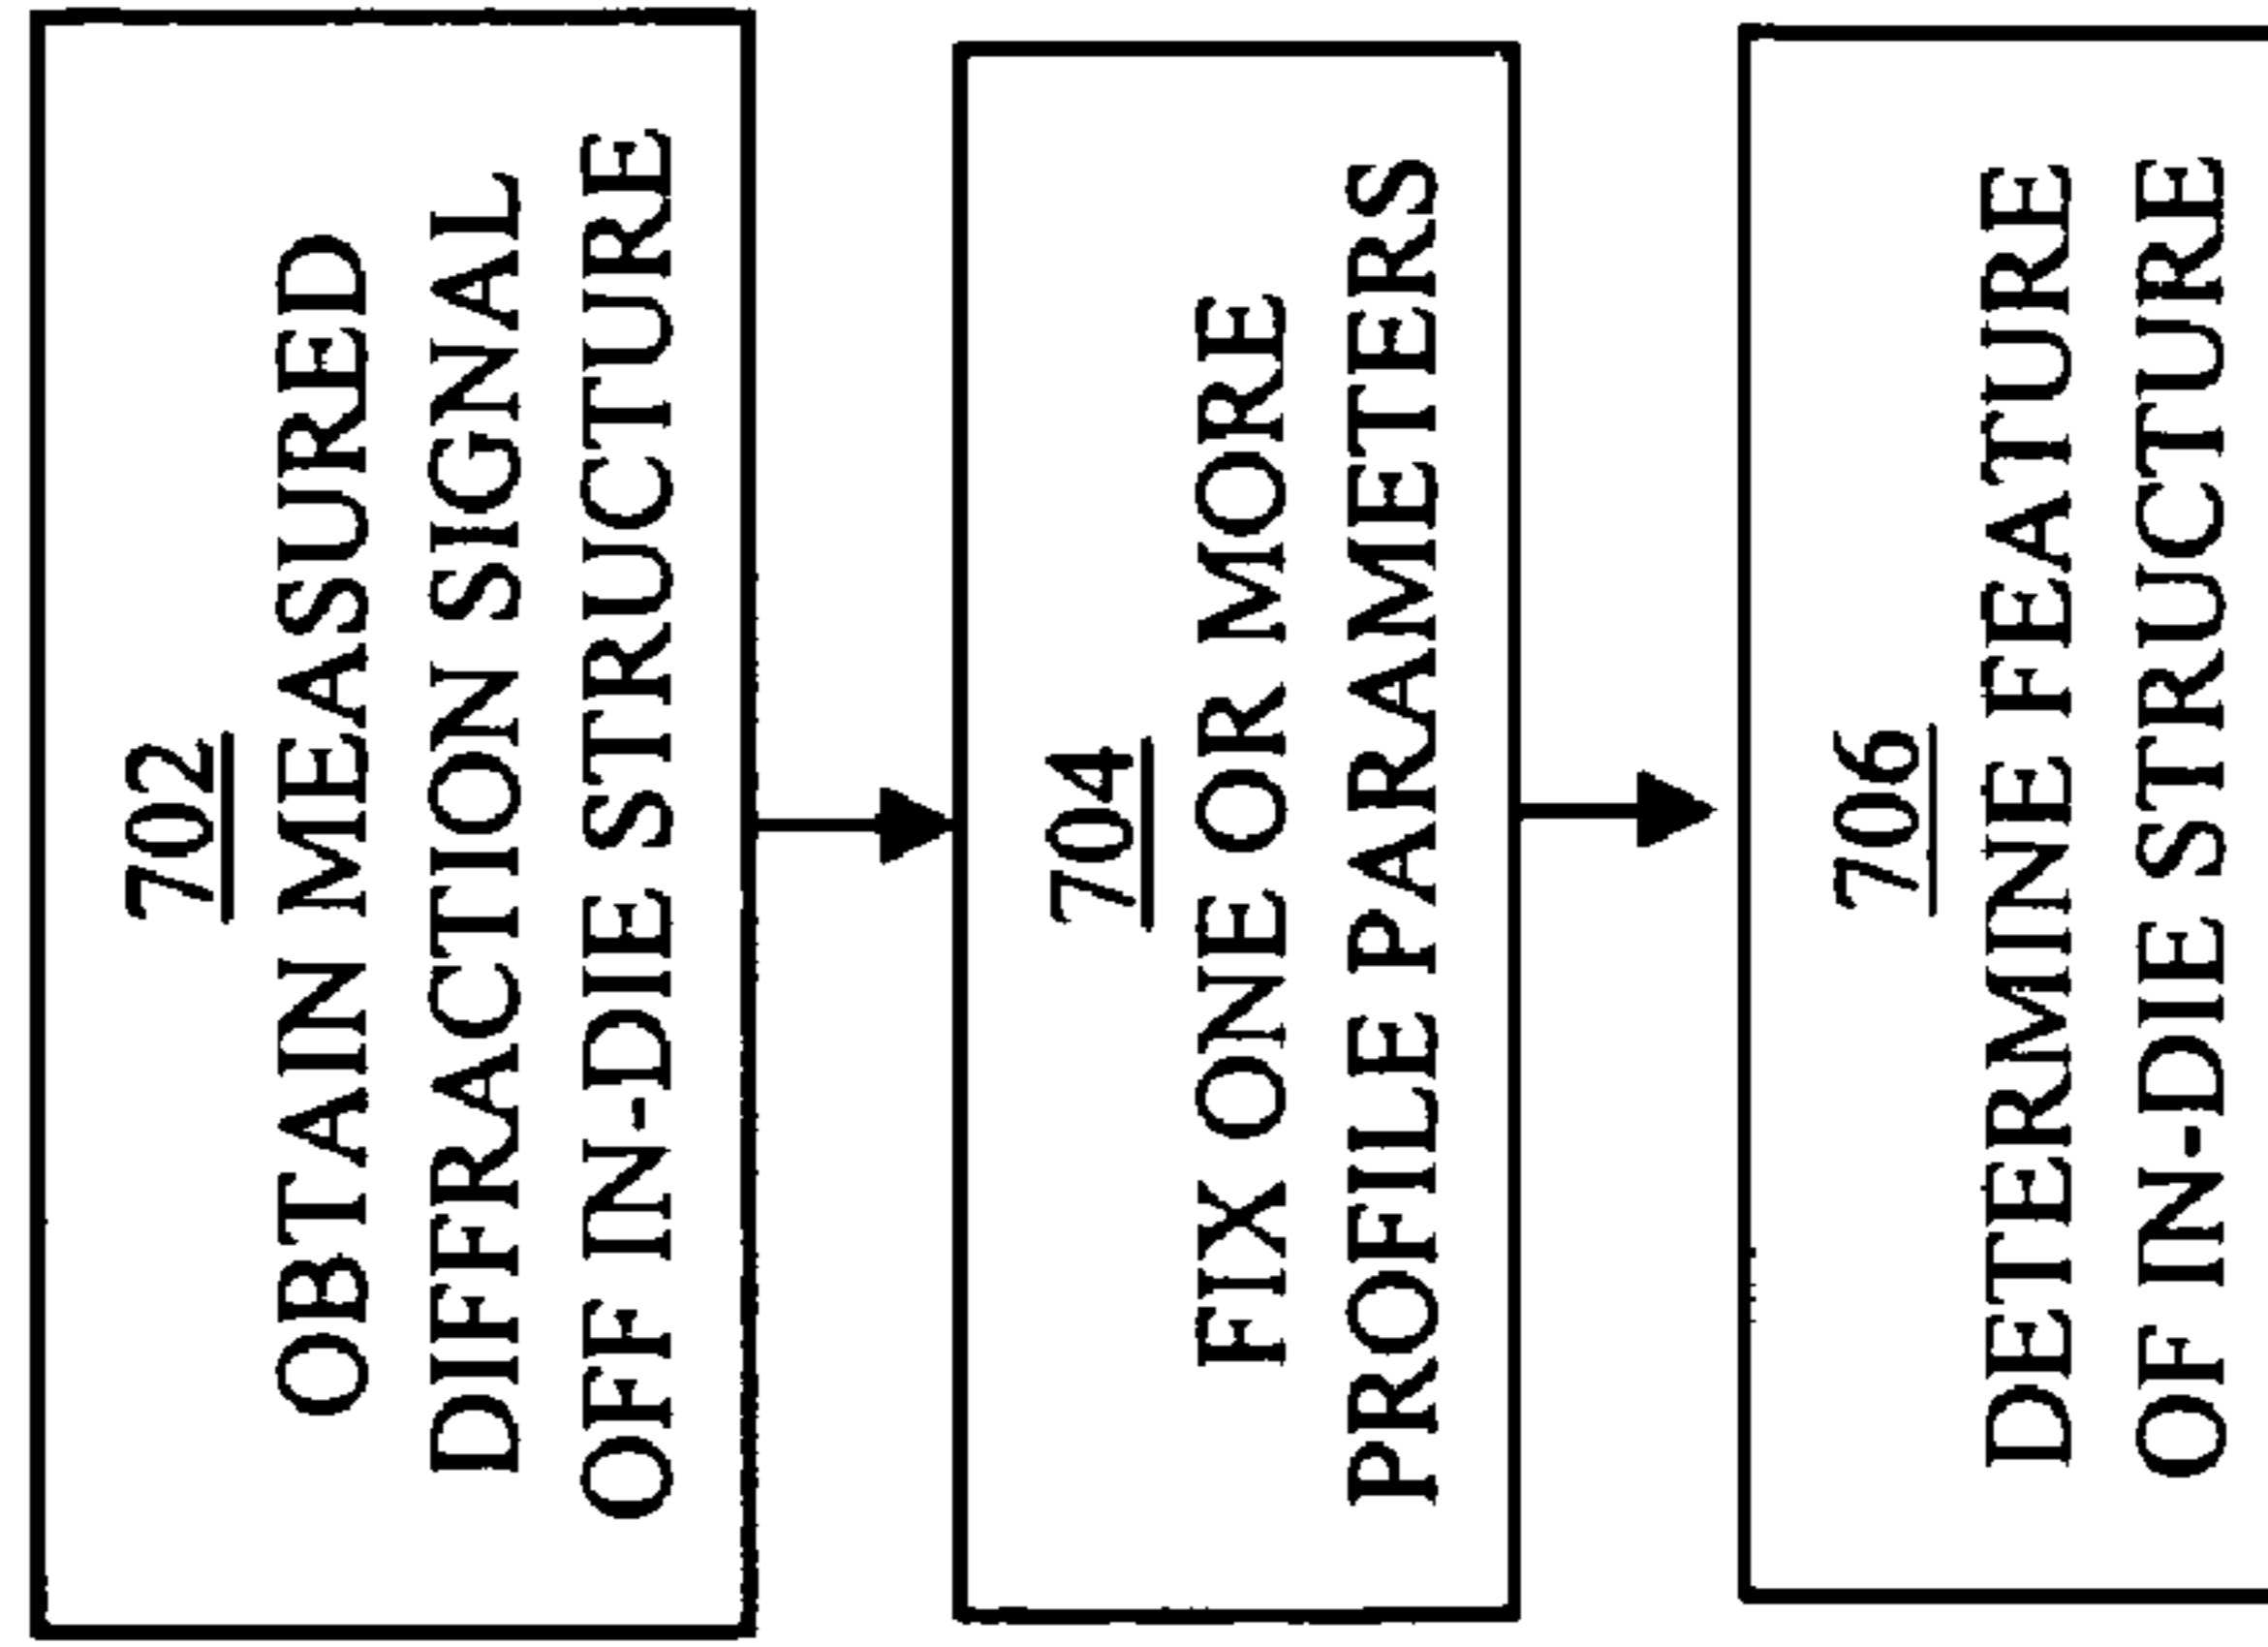 702
OBTAIN MEASURED
DIFFRACTION SIGNAL
OFF IN-DIE STRUCTURE
704
FIX ONE OR MORE
PROFILE PARAMETERS
706
DETERMINE FEATURE
OF IN-DIE STRUCTURE